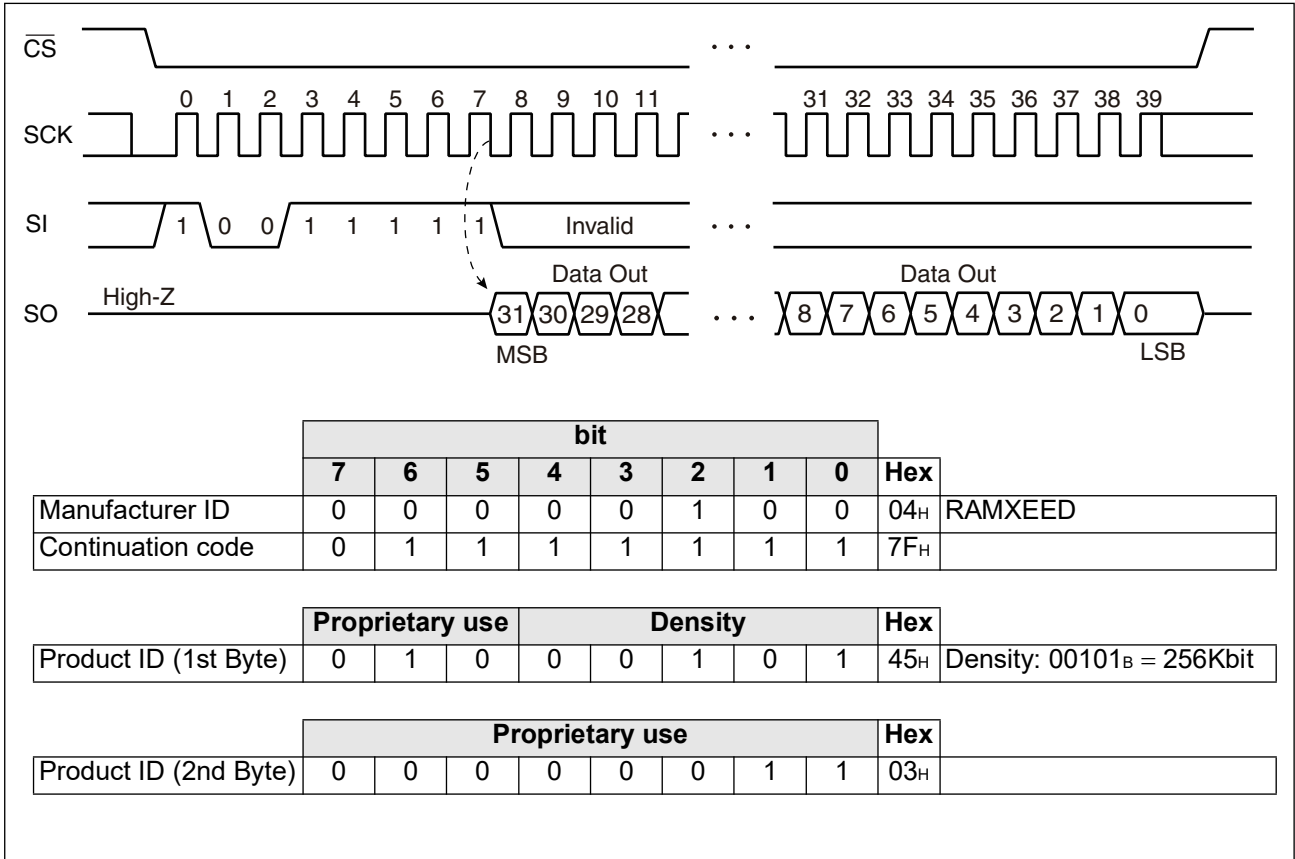 CS
· · ·
0 1 2 3 4 5 6 7 8 9 10 11 31 32 33 34 35 36 37 38 39
SCK · · ·
SI 1 0 0 1 1 1 1 1 Invalid · · ·
Data Out Data Out
High-Z
SO 31 30 29 28 · · · 8 7 6 5 4 3 2 1 0
MSB LSB
bit
7 6 5 4 3 2 1 0 Hex
Manufacturer ID 0 0 0 0 0 1 0 0 04H RAMXEED
Continuation code 0 1 1 1 1 1 1 1 7FH
Proprietary use Density Hex
Product ID (1st Byte) 0 1 0 0 0 1 0 1 45H Density: 00101B = 256Kbit
Proprietary use Hex
Product ID (2nd Byte) 0 0 0 0 0 0 1 1 03H